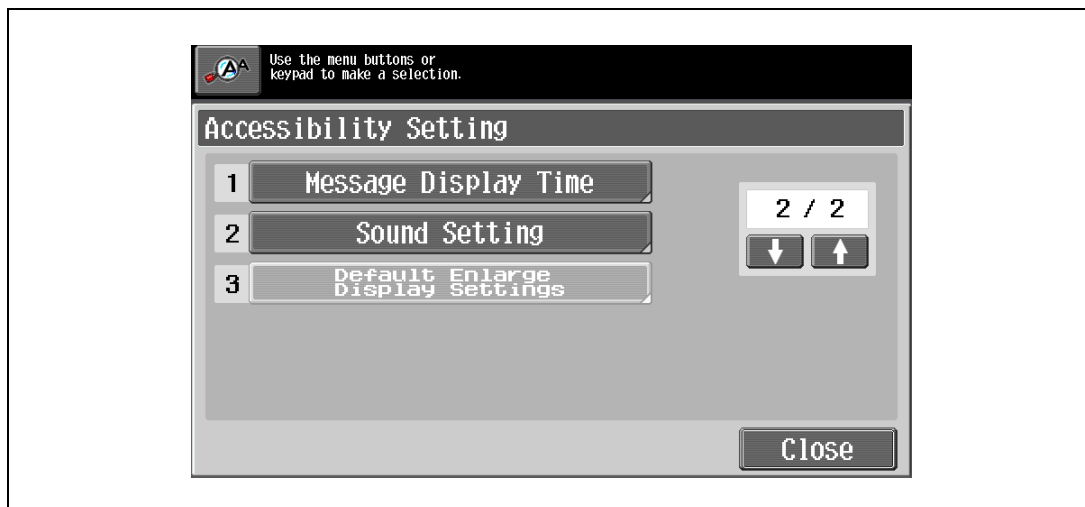 A A
Use the menu buttons or
keypad to make a selection.
Accessibility Setting
1 Message Display Time
2 / 2
2 Sound Setting
3 Default Enlarge
Display Settings
Close